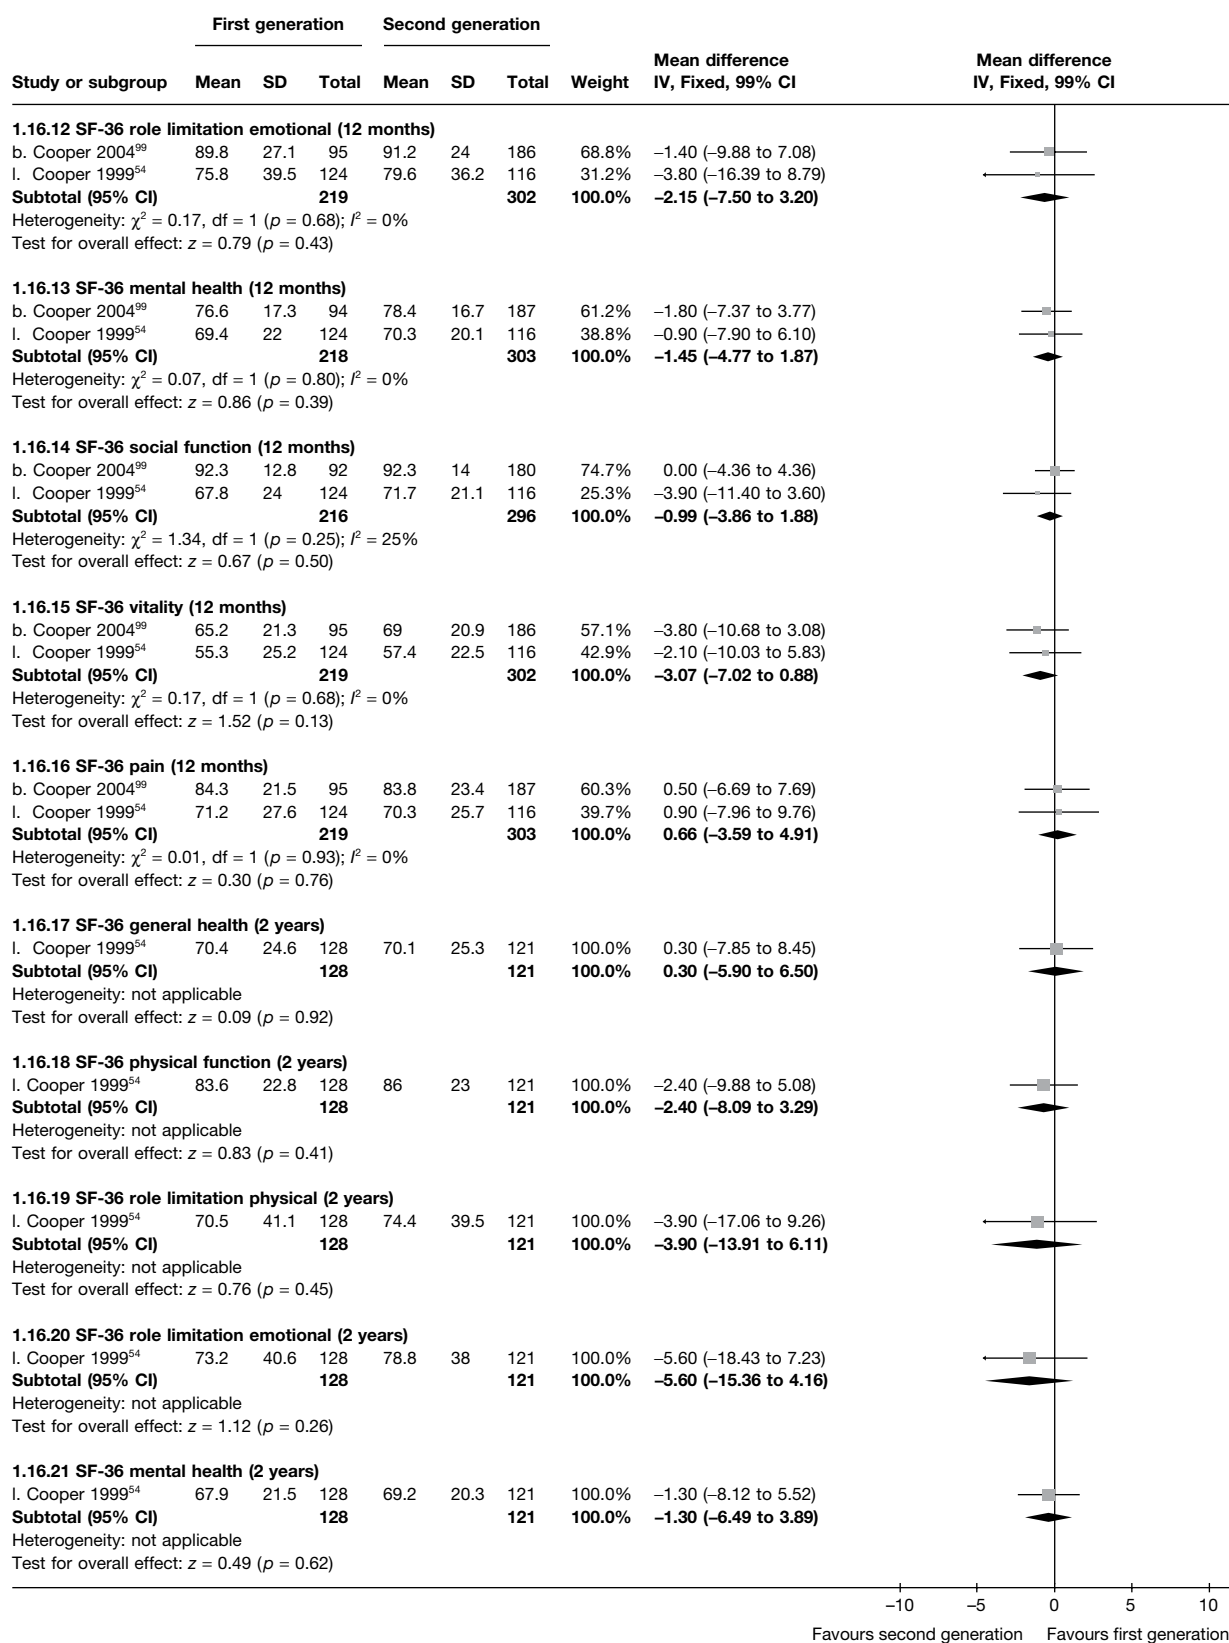 First generation Second generation
Mean difference Mean difference
Study or subgroup Mean SD Total Mean SD Total Weight IV, Fixed, 99% CI IV, Fixed, 99% CI
1.16.12 SF-36 role limitation emotional (12 months)
b. Cooper 2004⁹⁹ 89.8 27.1 95 91.2 24 186 68.8% –1.40 (–9.88 to 7.08)
l. Cooper 1999⁵⁴ 75.8 39.5 124 79.6 36.2 116 31.2% –3.80 (–16.39 to 8.79)
Subtotal (95% CI) 219 302 100.0% –2.15 (–7.50 to 3.20)
Heterogeneity: χ² = 0.17, df = 1 (p = 0.68); I² = 0%
Test for overall effect: z = 0.79 (p = 0.43)
1.16.13 SF-36 mental health (12 months)
b. Cooper 2004⁹⁹ 76.6 17.3 94 78.4 16.7 187 61.2% –1.80 (–7.37 to 3.77)
l. Cooper 1999⁵⁴ 69.4 22 124 70.3 20.1 116 38.8% –0.90 (–7.90 to 6.10)
Subtotal (95% CI) 218 303 100.0% –1.45 (–4.77 to 1.87)
Heterogeneity: χ² = 0.07, df = 1 (p = 0.80); I² = 0%
Test for overall effect: z = 0.86 (p = 0.39)
1.16.14 SF-36 social function (12 months)
b. Cooper 2004⁹⁹ 92.3 12.8 92 92.3 14 180 74.7% 0.00 (–4.36 to 4.36)
l. Cooper 1999⁵⁴ 67.8 24 124 71.7 21.1 116 25.3% –3.90 (–11.40 to 3.60)
Subtotal (95% CI) 216 296 100.0% –0.99 (–3.86 to 1.88)
Heterogeneity: χ² = 1.34, df = 1 (p = 0.25); I² = 25%
Test for overall effect: z = 0.67 (p = 0.50)
1.16.15 SF-36 vitality (12 months)
b. Cooper 2004⁹⁹ 65.2 21.3 95 69 20.9 186 57.1% –3.80 (–10.68 to 3.08)
l. Cooper 1999⁵⁴ 55.3 25.2 124 57.4 22.5 116 42.9% –2.10 (–10.03 to 5.83)
Subtotal (95% CI) 219 302 100.0% –3.07 (–7.02 to 0.88)
Heterogeneity: χ² = 0.17, df = 1 (p = 0.68); I² = 0%
Test for overall effect: z = 1.52 (p = 0.13)
1.16.16 SF-36 pain (12 months)
b. Cooper 2004⁹⁹ 84.3 21.5 95 83.8 23.4 187 60.3% 0.50 (–6.69 to 7.69)
l. Cooper 1999⁵⁴ 71.2 27.6 124 70.3 25.7 116 39.7% 0.90 (–7.96 to 9.76)
Subtotal (95% CI) 219 303 100.0% 0.66 (–3.59 to 4.91)
Heterogeneity: χ² = 0.01, df = 1 (p = 0.93); I² = 0%
Test for overall effect: z = 0.30 (p = 0.76)
1.16.17 SF-36 general health (2 years)
l. Cooper 1999⁵⁴ 70.4 24.6 128 70.1 25.3 121 100.0% 0.30 (–7.85 to 8.45)
Subtotal (95% CI) 128 121 100.0% 0.30 (–5.90 to 6.50)
Heterogeneity: not applicable
Test for overall effect: z = 0.09 (p = 0.92)
1.16.18 SF-36 physical function (2 years)
l. Cooper 1999⁵⁴ 83.6 22.8 128 86 23 121 100.0% –2.40 (–9.88 to 5.08)
Subtotal (95% CI) 128 121 100.0% –2.40 (–8.09 to 3.29)
Heterogeneity: not applicable
Test for overall effect: z = 0.83 (p = 0.41)
1.16.19 SF-36 role limitation physical (2 years)
l. Cooper 1999⁵⁴ 70.5 41.1 128 74.4 39.5 121 100.0% –3.90 (–17.06 to 9.26)
Subtotal (95% CI) 128 121 100.0% –3.90 (–13.91 to 6.11)
Heterogeneity: not applicable
Test for overall effect: z = 0.76 (p = 0.45)
1.16.20 SF-36 role limitation emotional (2 years)
l. Cooper 1999⁵⁴ 73.2 40.6 128 78.8 38 121 100.0% –5.60 (–18.43 to 7.23)
Subtotal (95% CI) 128 121 100.0% –5.60 (–15.36 to 4.16)
Heterogeneity: not applicable
Test for overall effect: z = 1.12 (p = 0.26)
1.16.21 SF-36 mental health (2 years)
l. Cooper 1999⁵⁴ 67.9 21.5 128 69.2 20.3 121 100.0% –1.30 (–8.12 to 5.52)
Subtotal (95% CI) 128 121 100.0% –1.30 (–6.49 to 3.89)
Heterogeneity: not applicable
Test for overall effect: z = 0.49 (p = 0.62)
–10 –5 0 5 10
Favours second generation Favours first generation